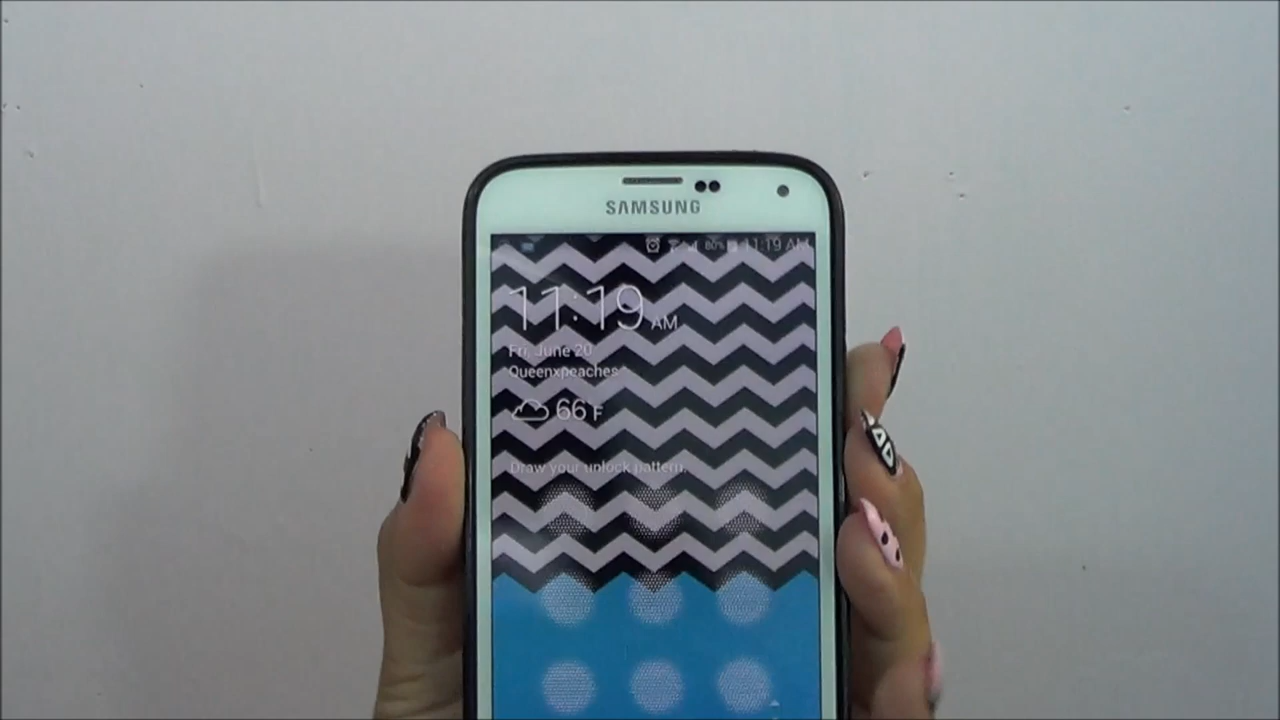 SAMSUNG
80% 11:19 AM
11:19 AM
Fri, June 20
Queenxpeaches
66 F
Draw your unlock pattern.